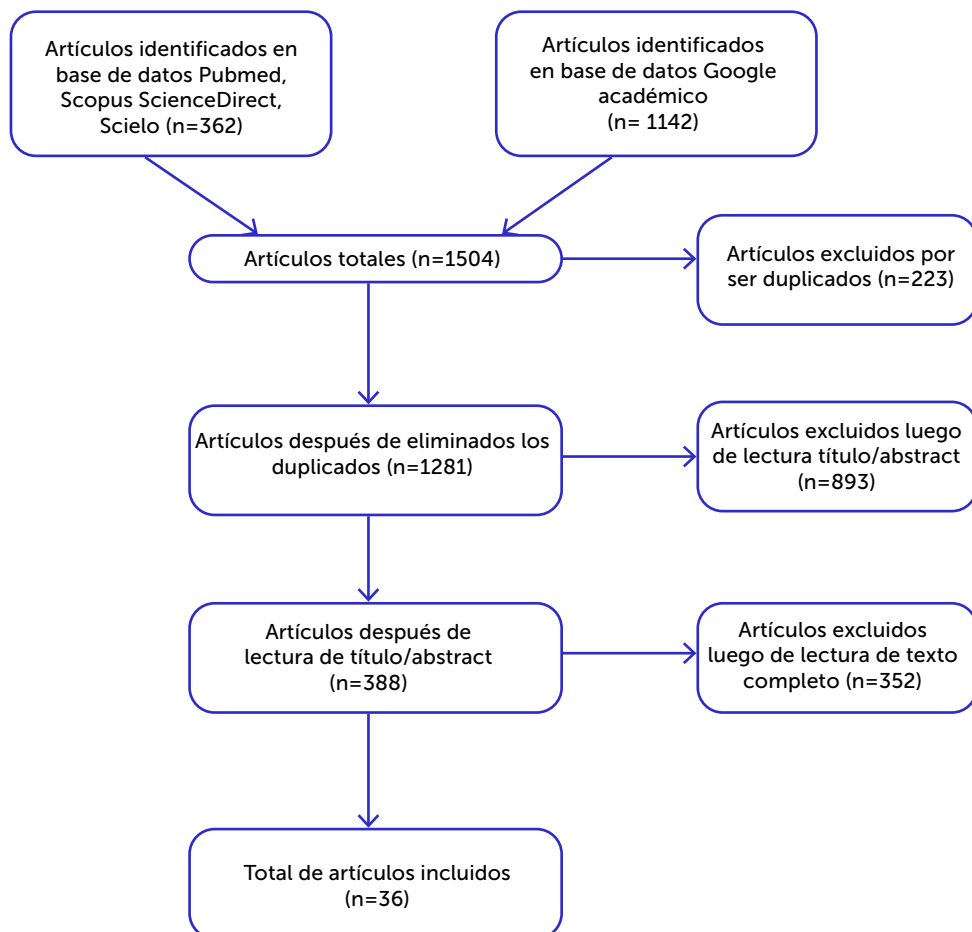 Artículos identificados en
base de datos Pubmed,
Scopus ScienceDirect,
Scielo (n=362)
Artículos identificados
en base de datos Google
académico
(n= 1142)
Artículos totales (n=1504)
Artículos excluidos por
ser duplicados (n=223)
Artículos después de eliminados los
duplicados (n=1281)
Artículos excluidos luego
de lectura título/abstract
(n=893)
Artículos después de
lectura de título/abstract
(n=388)
Artículos excluidos
luego de lectura de texto
completo (n=352)
Total de artículos incluidos
(n=36)